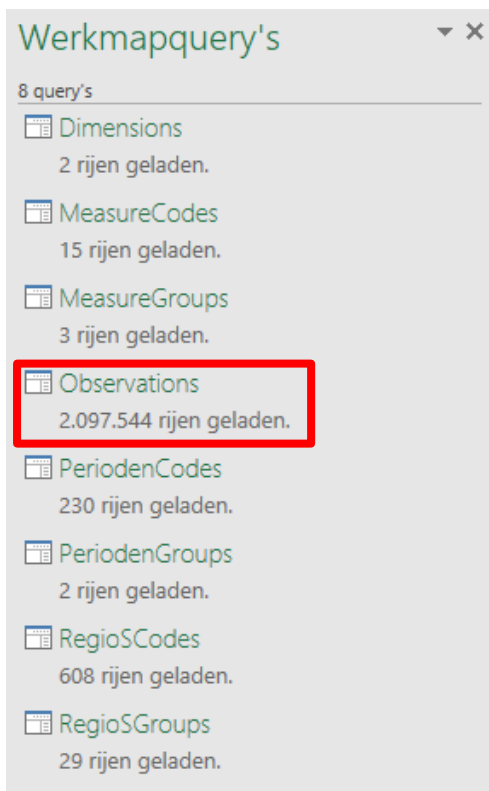 Werkmapquery's
8 query's
Dimensions
2 rijen geladen.
MeasureCodes
15 rijen geladen.
MeasureGroups
3 rijen geladen.
Observations
2.097.544 rijen geladen.
PeriodenCodes
230 rijen geladen.
PeriodenGroups
2 rijen geladen.
RegioSCodes
608 rijen geladen.
RegioSGroups
29 rijen geladen.